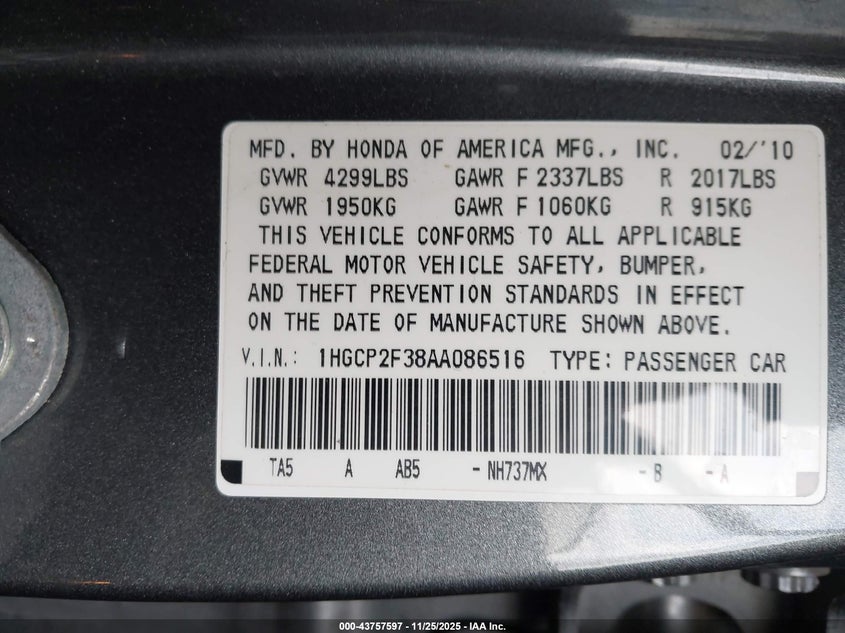 MFD. BY HONDA OF AMERICA MFG., INC. 02/'10
GVWR 4299LBS GAWR F 2337LBS R 2017LBS
GVWR 1950KG GAWR F 1060KG R 915KG
THIS VEHICLE CONFORMS TO ALL APPLICABLE
FEDERAL MOTOR VEHICLE SAFETY, BUMPER,
AND THEFT PREVENTION STANDARDS IN EFFECT
ON THE DATE OF MANUFACTURE SHOWN ABOVE.
V.I.N.: 1HGCP2F38AA086516 TYPE: PASSENGER CAR
TA5 A AB5 -NH737MX -B -A
000-43757597 - 11/25/2025 - IAA Inc.